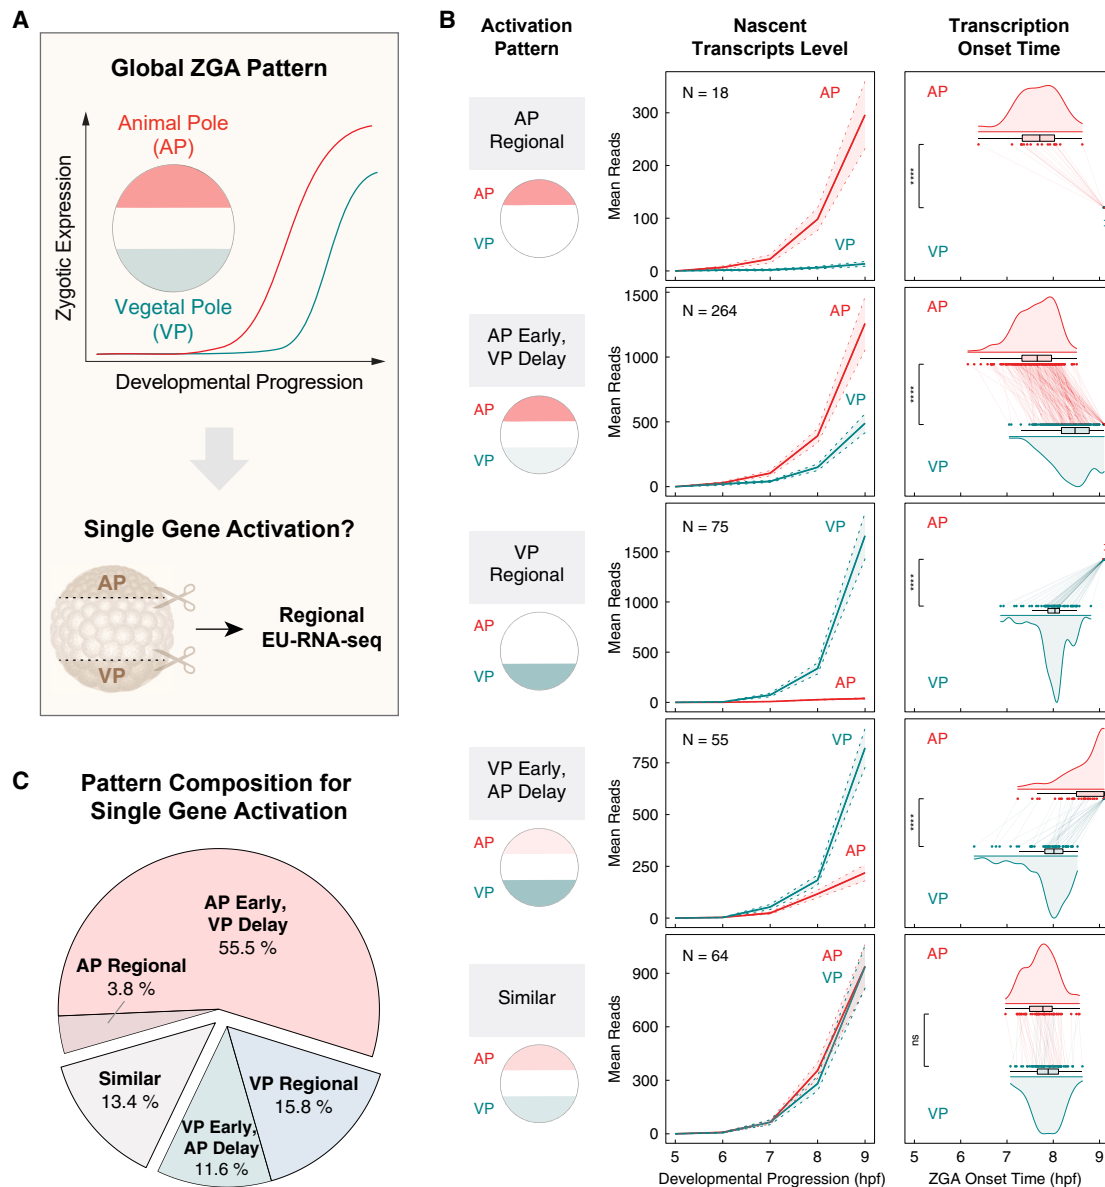 A
Global ZGA Pattern
Animal Pole
(AP)
Vegetal Pole
(VP)
Zygotic Expression
Developmental Progression
Single Gene Activation?
AP
VP
Regional
EU-RNA-seq
B
Activation
Pattern
Nascent
Transcripts Level
Transcription
Onset Time
AP
Regional
AP
VP
Mean Reads
300
200
100
0
N = 18
AP
VP
AP
****
VP
AP Early,
VP Delay
AP
VP
Mean Reads
1500
1000
500
0
N = 264
AP
VP
AP
****
VP
VP
Regional
AP
VP
Mean Reads
1500
1000
500
0
N = 75
VP
AP
AP
****
VP
VP Early,
AP Delay
AP
VP
Mean Reads
750
500
250
0
N = 55
VP
AP
AP
****
VP
Similar
AP
VP
Mean Reads
900
600
300
0
N = 64
AP
VP
AP
ns
VP
5 6 7 8 9
Developmental Progression (hpf)
5 6 7 8 9
ZGA Onset Time (hpf)
C
Pattern Composition for
Single Gene Activation
AP Early,
VP Delay
55.5 %
AP Regional
3.8 %
Similar
13.4 %
VP Early,
AP Delay
11.6 %
VP Regional
15.8 %